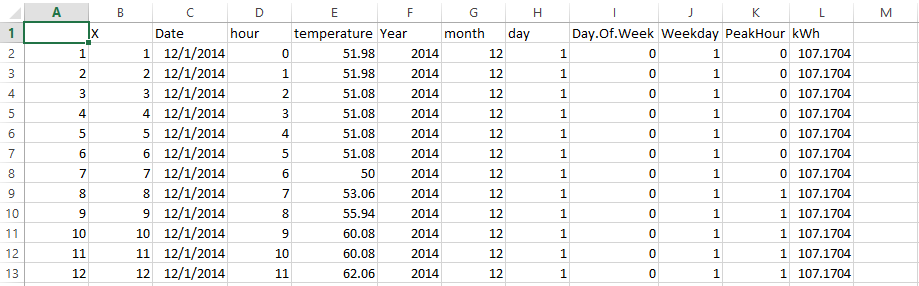 A B C D E F G H I J K L M
1 X Date hour temperature Year month day Day.Of.Week Weekday PeakHour kWh
2 1 1 12/1/2014 0 51.98 2014 12 1 0 1 0 107.1704
3 2 2 12/1/2014 1 51.98 2014 12 1 0 1 0 107.1704
4 3 3 12/1/2014 2 51.08 2014 12 1 0 1 0 107.1704
5 4 4 12/1/2014 3 51.08 2014 12 1 0 1 0 107.1704
6 5 5 12/1/2014 4 51.08 2014 12 1 0 1 0 107.1704
7 6 6 12/1/2014 5 51.08 2014 12 1 0 1 0 107.1704
8 7 7 12/1/2014 6 50 2014 12 1 0 1 0 107.1704
9 8 8 12/1/2014 7 53.06 2014 12 1 0 1 1 107.1704
10 9 9 12/1/2014 8 55.94 2014 12 1 0 1 1 107.1704
11 10 10 12/1/2014 9 60.08 2014 12 1 0 1 1 107.1704
12 11 11 12/1/2014 10 60.08 2014 12 1 0 1 1 107.1704
13 12 12 12/1/2014 11 62.06 2014 12 1 0 1 1 107.1704